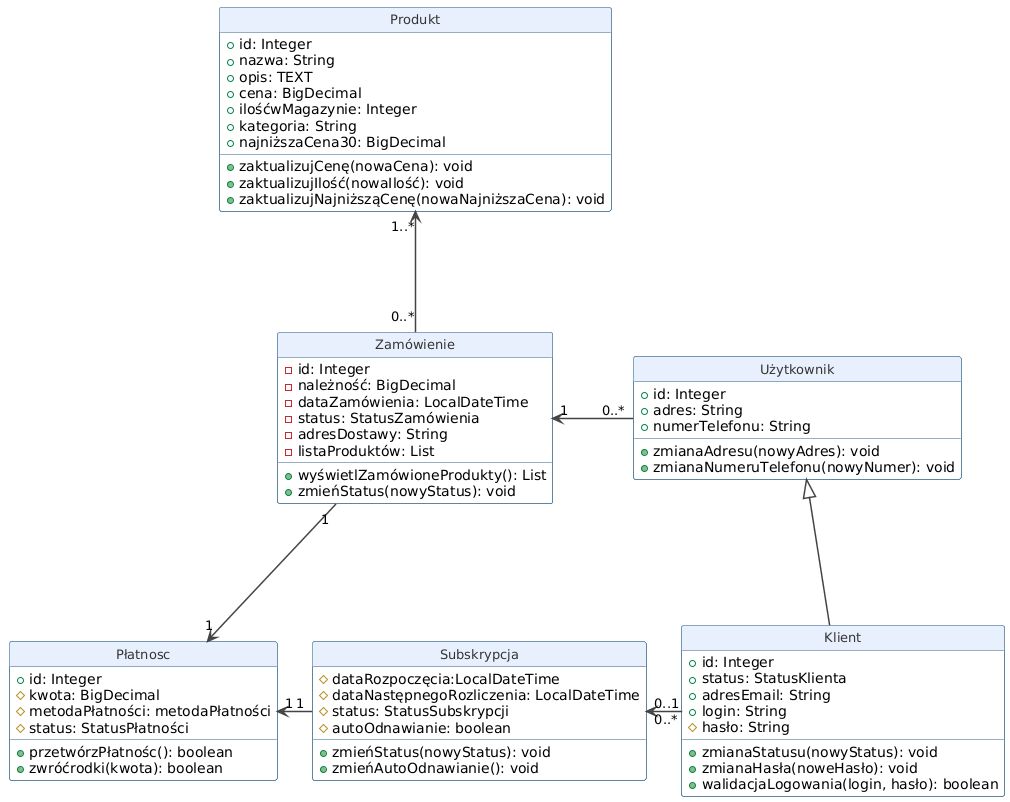 Produkt
id: Integer
nazwa: String
opis: TEXT
cena: BigDecimal
ilośćwMagazynie: Integer
kategoria: String
najniższaCena30: BigDecimal
zaktualizujCenę(nowaCena): void
zaktualizujIlość(nowaIlość): void
zaktualizujNajniższąCenę(nowaNajniższaCena): void
1..*
0..*
Zamówienie
id: Integer
należność: BigDecimal
dataZamówienia: LocalDateTime
status: StatusZamówienia
adresDostawy: String
listaProduktów: List
wyświetlZamówioneProdukty(): List
zmieńStatus(nowyStatus): void
1
0..*
Użytkownik
id: Integer
adres: String
numerTelefonu: String
zmianaAdresu(nowyAdres): void
zmianaNumeruTelefonu(nowyNumer): void
1
1
Płatnosc
id: Integer
kwota: BigDecimal
metodaPłatności: metodaPłatności
status: StatusPłatności
przetwórzPłatnośc(): boolean
zwróćrodki(kwota): boolean
1
1
Subskrypcja
dataRozpoczęcia:LocalDateTime
dataNastępnegoRozliczenia: LocalDateTime
status: StatusSubskrypcji
autoOdnawianie: boolean
zmieńStatus(nowyStatus): void
zmieńAutoOdnawianie(): void
0..1
0..*
Klient
id: Integer
status: StatusKlienta
adresEmail: String
login: String
hasło: String
zmianaStatusu(nowyStatus): void
zmianaHasła(noweHasło): void
walidacjaLogowania(login, hasło): boolean